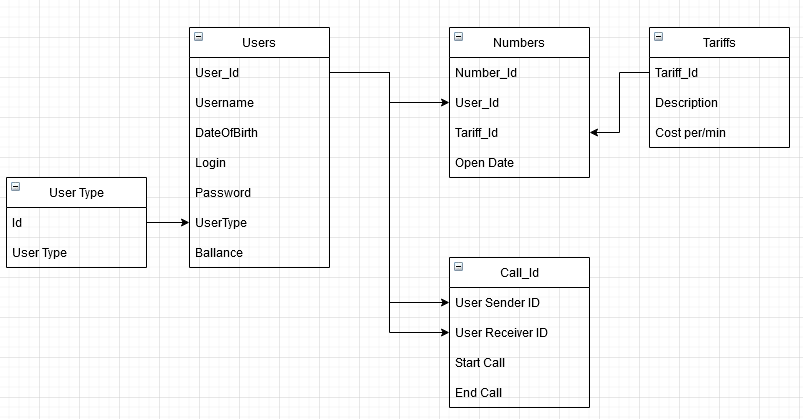 Users
User_Id
Username
DateOfBirth
Login
Password
UserType
Ballance
User Type
Id
User Type
Numbers
Number_Id
User_Id
Tariff_Id
Open Date
Tariffs
Tariff_Id
Description
Cost per/min
Call_Id
User Sender ID
User Receiver ID
Start Call
End Call